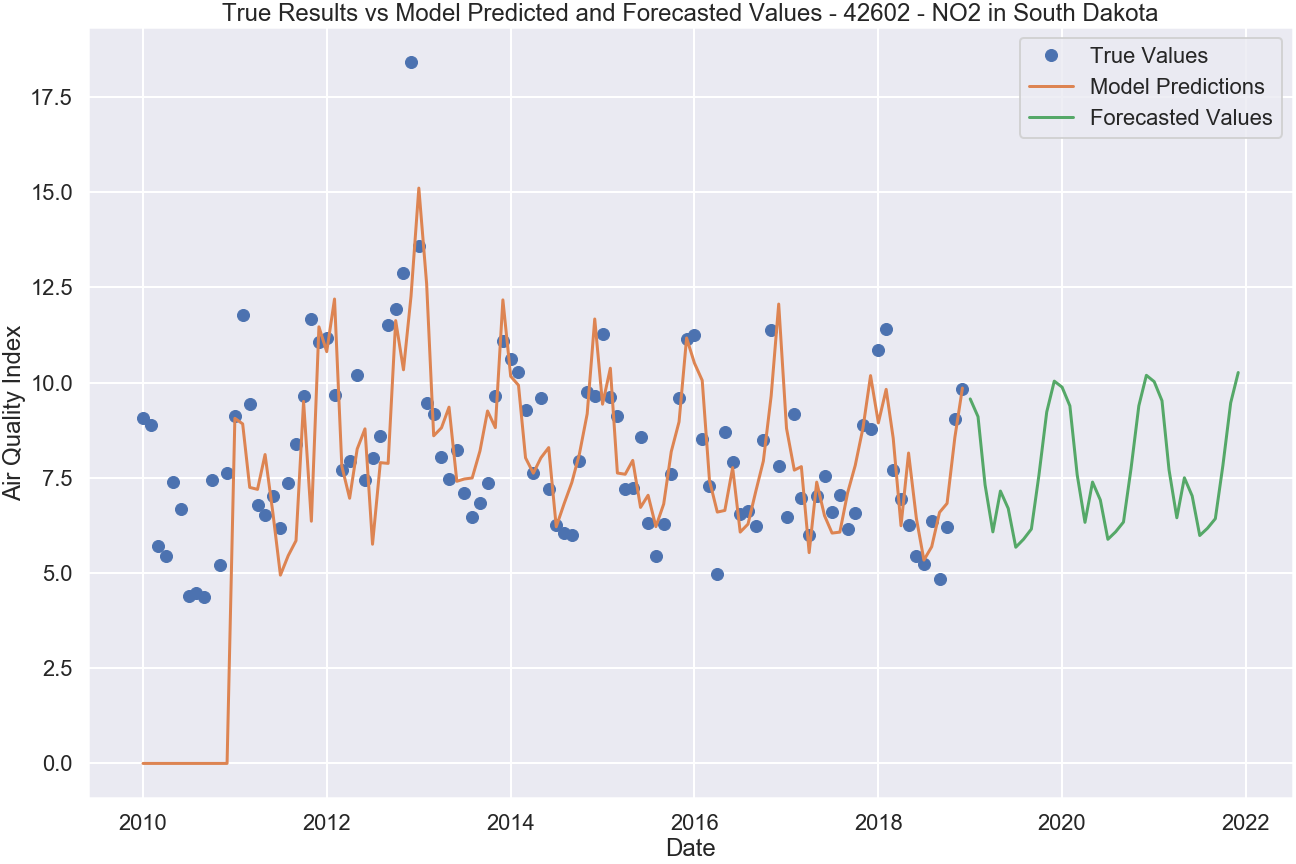 True Results vs Model Predicted and Forecasted Values - 42602 - NO2 in South Dakota
True Values
Model Predictions
Forecasted Values
Air Quality Index
17.5
15.0
12.5
10.0
7.5
5.0
2.5
0.0
2010 2012 2014 2016 2018 2020 2022
Date